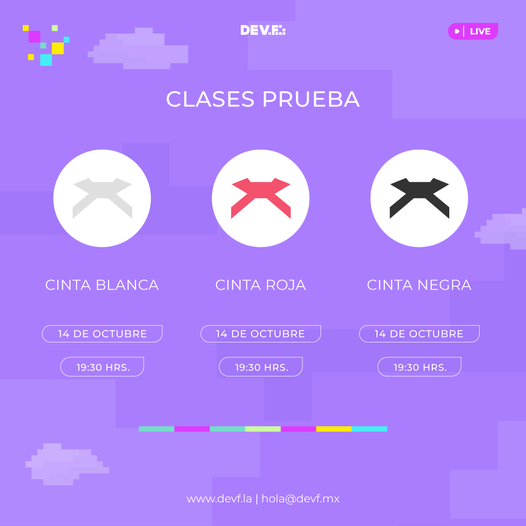 DEV.F.:
LIVE
CLASES PRUEBA
CINTA BLANCA
CINTA ROJA
CINTA NEGRA
14 DE OCTUBRE
14 DE OCTUBRE
14 DE OCTUBRE
19:30 HRS.
19:30 HRS.
19:30 HRS.
www.devf.la | hola@devf.mx